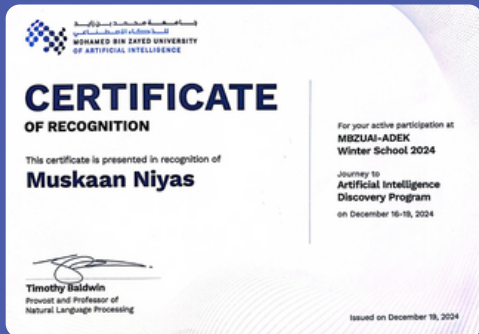 جامعة محمد بن زايد
للذكاء الاصطناعي
MOHAMED BIN ZAYED UNIVERSITY
OF ARTIFICIAL INTELLIGENCE
CERTIFICATE
OF RECOGNITION
This certificate is presented in recognition of
Muskaan Niyas
Timothy Baldwin
Provost and Professor of
Natural Language Processing
For your active participation at
MBZUAI-ADEK
Winter School 2024
Journey to
Artificial Intelligence
Discovery Program
on December 16-19, 2024
Issued on December 19, 2024